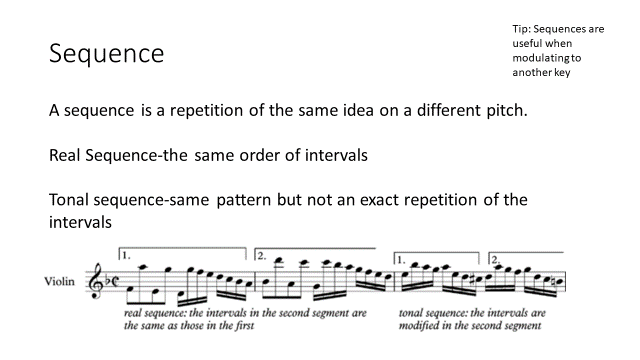 Tip: Sequences are
useful when
modulating to
another key
Sequence
A sequence is a repetition of the same idea on a different pitch.
Real Sequence-the same order of intervals
Tonal sequence-same pattern but not an exact repetition of the
intervals
1. 2. 1. 2.
Violin
real sequence: the intervals in the second segment are
the same as those in the first
tonal sequence: the intervals are
modified in the second segment